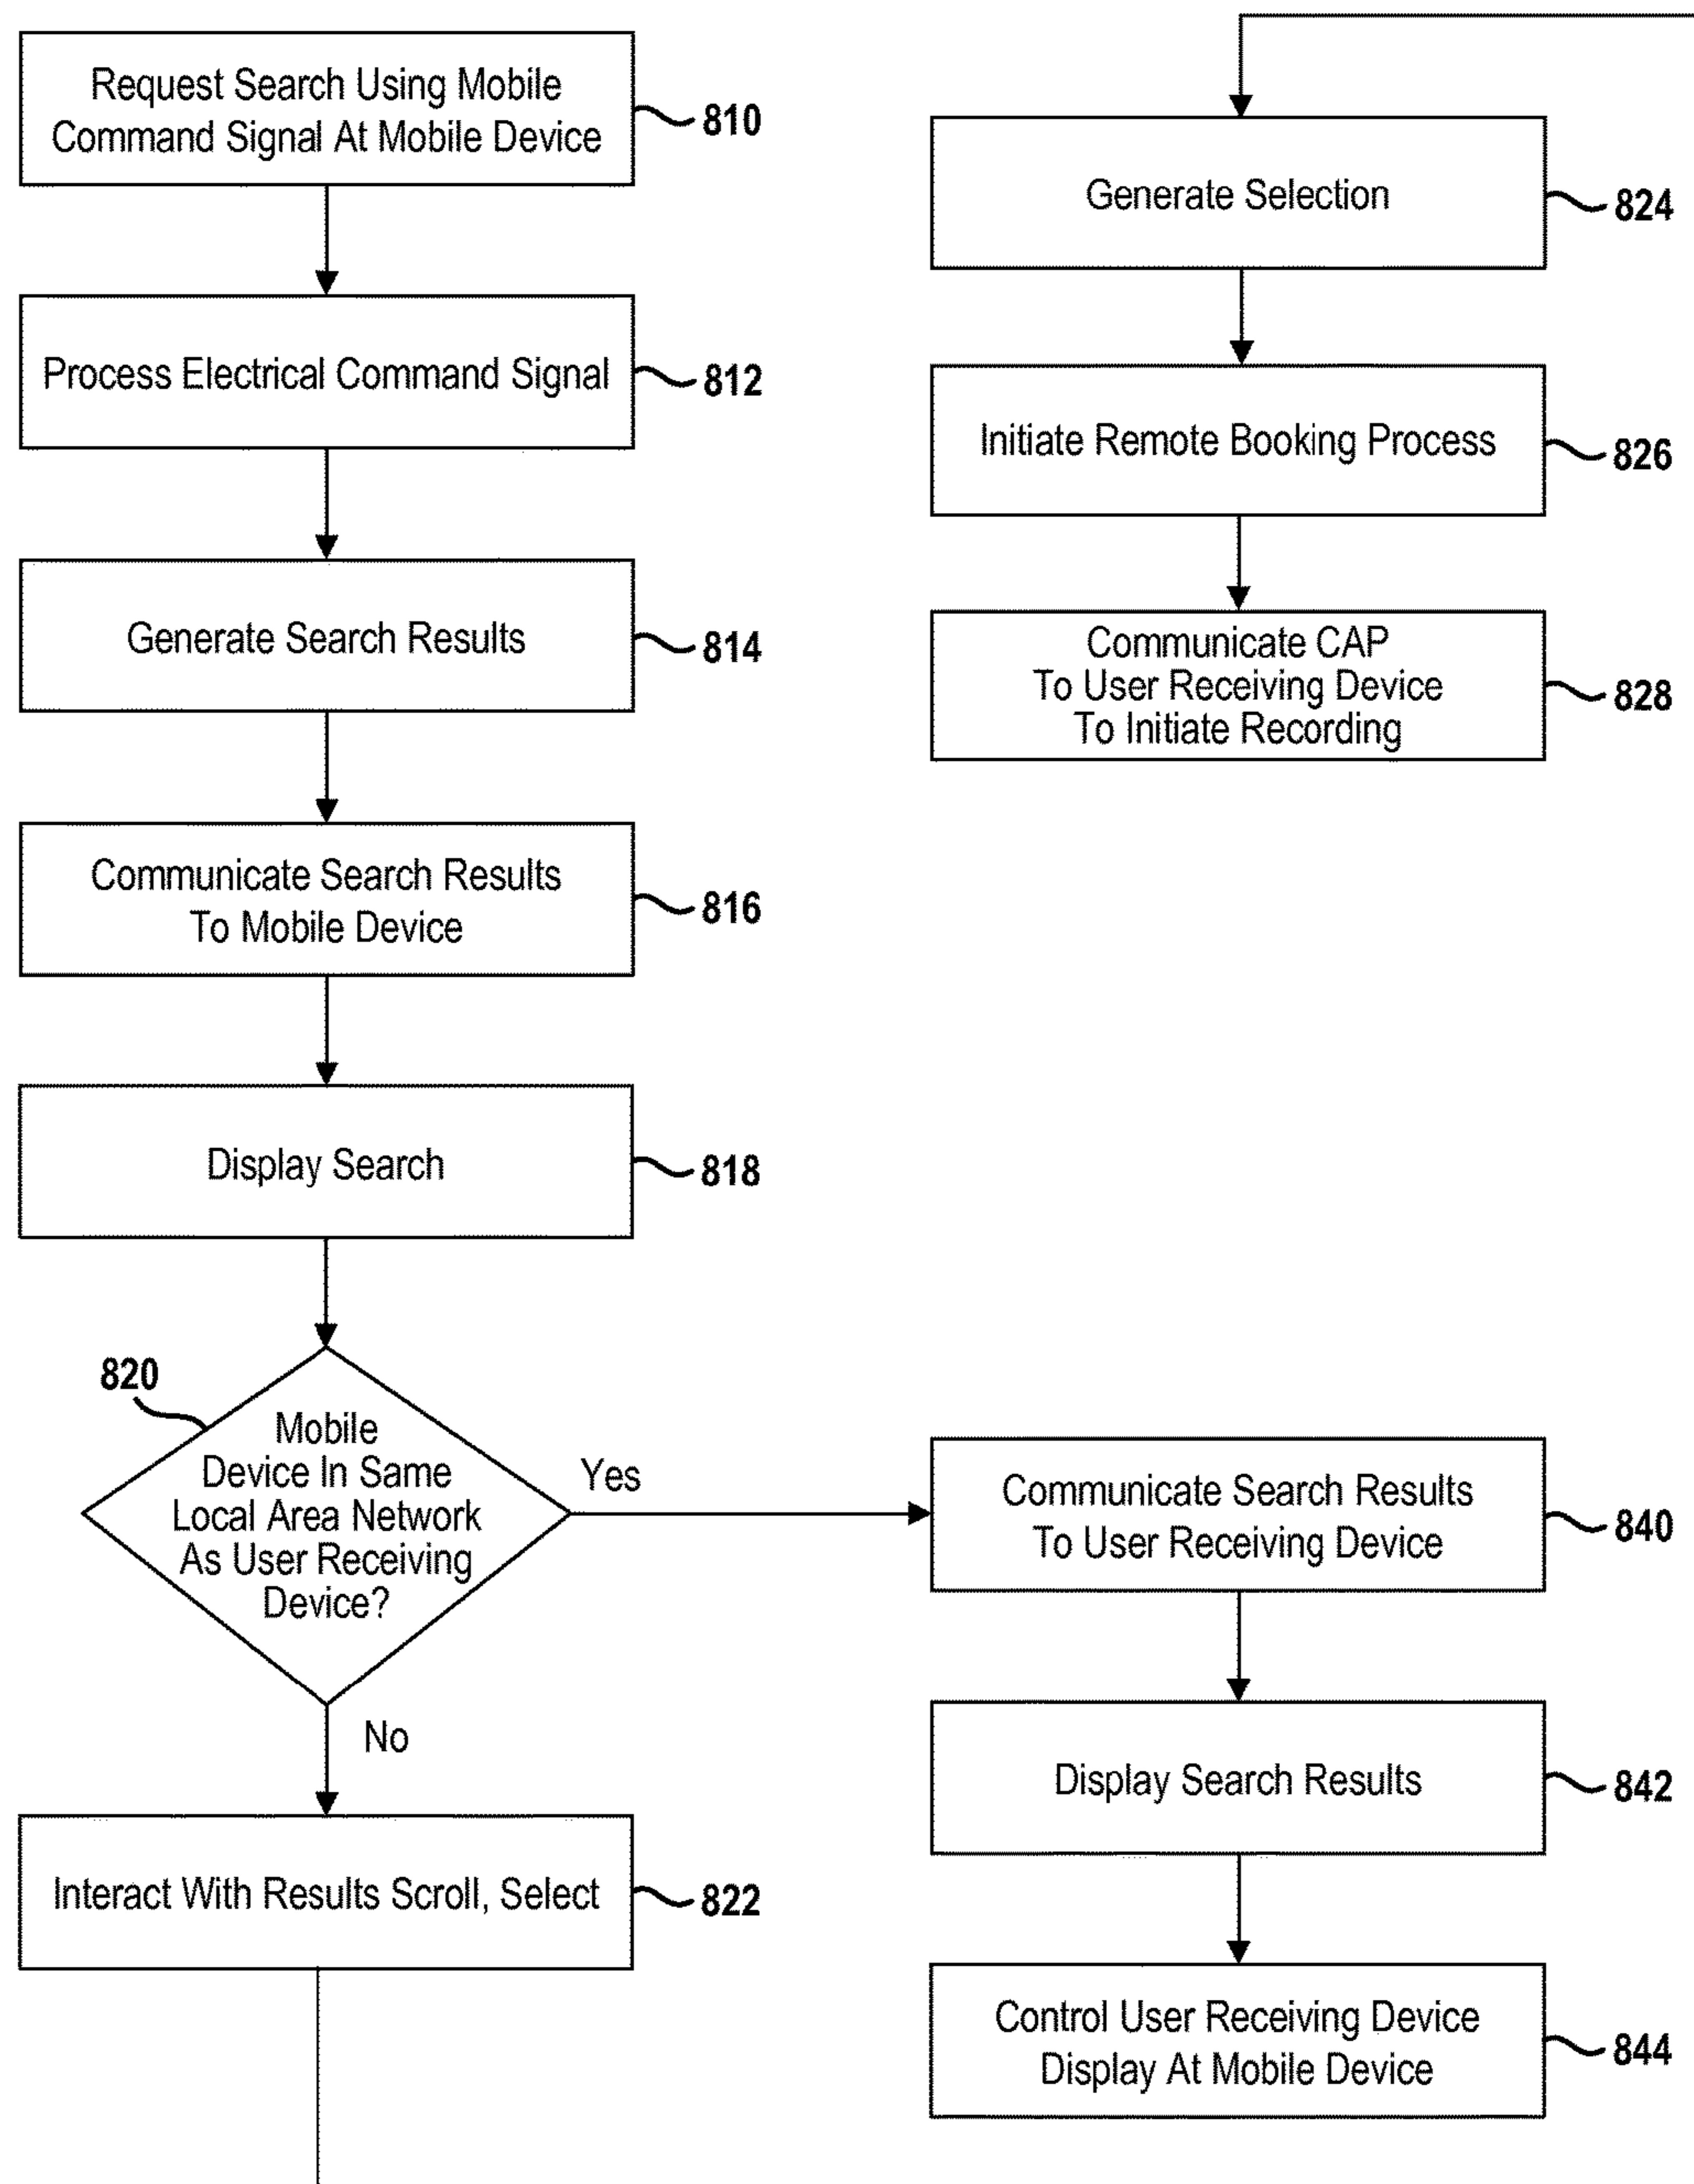 Request Search Using Mobile
Command Signal At Mobile Device
810
Process Electrical Command Signal
812
Generate Search Results
814
Communicate Search Results
To Mobile Device
816
Display Search
818
820
Mobile
Device In Same
Local Area Network
As User Receiving
Device?
Yes
No
Interact With Results Scroll, Select
822
Generate Selection
824
Initiate Remote Booking Process
826
Communicate CAP
To User Receiving Device
To Initiate Recording
828
Communicate Search Results
To User Receiving Device
840
Display Search Results
842
Control User Receiving Device
Display At Mobile Device
844